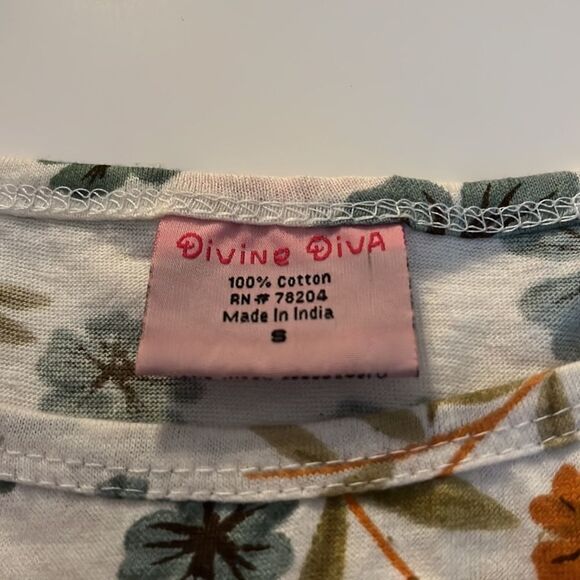 Divine Diva
100% Cotton
RN # 78204
Made In India
S